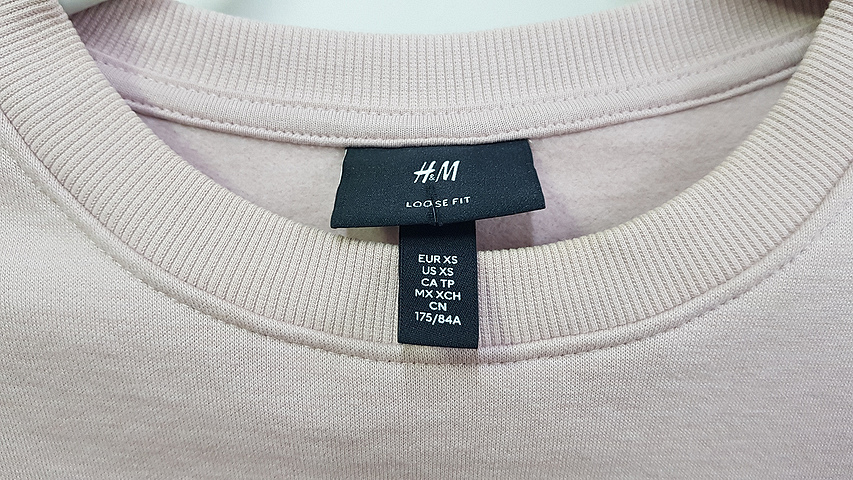 H&M
LOOSE FIT
EUR XS
US XS
CA TP
MX XCH
CN
175/84A